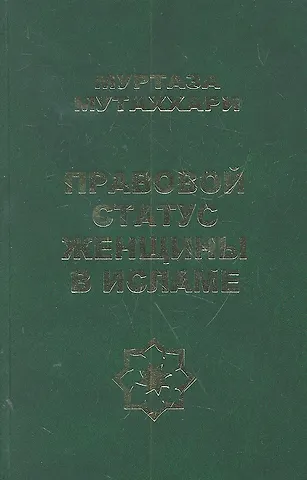 МУРТАЗА
МУТАХХАРИ
ПРАВОВОЙ
СТАТУС
ЖЕНЩИНЫ
В ИСЛАМЕ